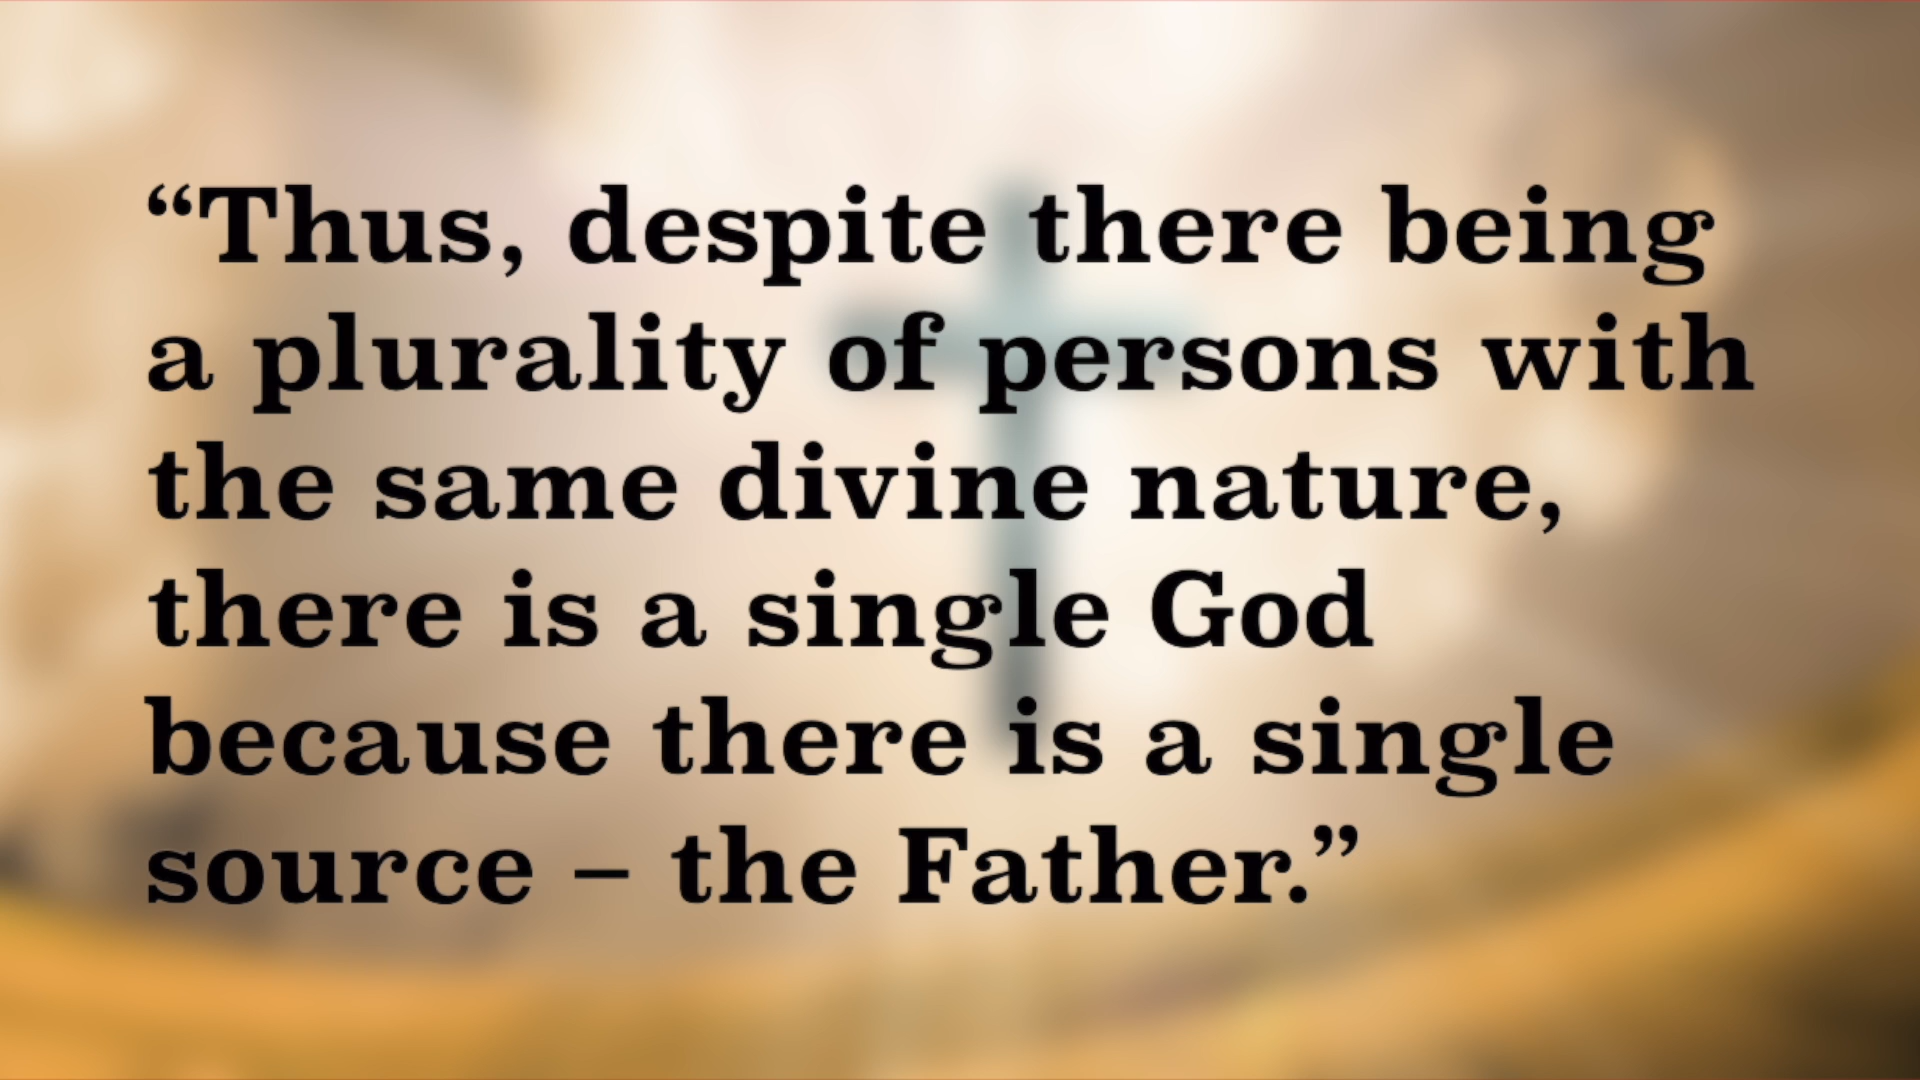 “Thus, despite there being
a plurality of persons with
the same divine nature,
there is a single God
because there is a single
source – the Father.”